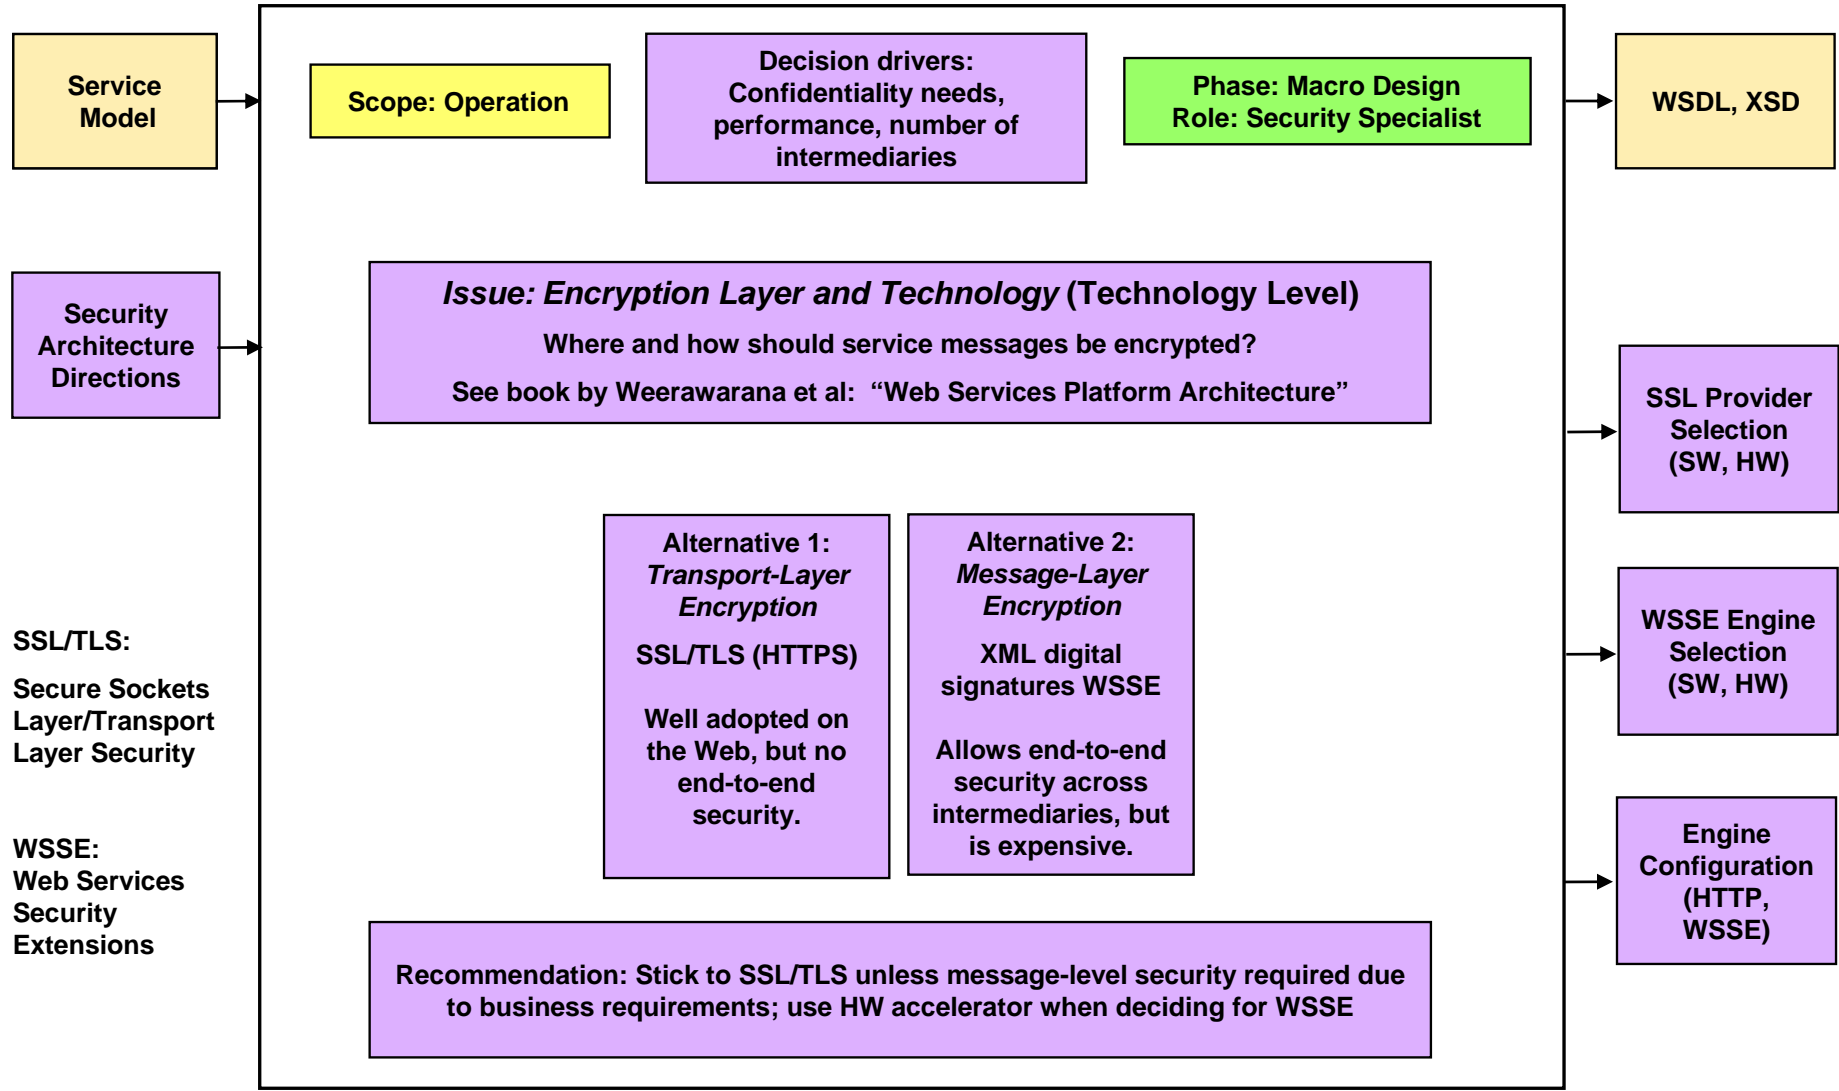 Service
Model
Scope: Operation
Decision drivers:
Confidentiality needs,
performance, number of
intermediaries
Phase: Macro Design
Role: Security Specialist
WSDL, XSD
Security
Architecture
Directions
Issue: Encryption Layer and Technology (Technology Level)
Where and how should service messages be encrypted?
See book by Weerawarana et al:  “Web Services Platform Architecture”
SSL Provider
Selection
(SW, HW)
Alternative 1:
Transport-Layer
Encryption
SSL/TLS (HTTPS)
Well adopted on
the Web, but no
end-to-end
security.
Alternative 2:
Message-Layer
Encryption
XML digital
signatures WSSE
Allows end-to-end
security across
intermediaries, but
is expensive.
WSSE Engine
Selection
(SW, HW)
SSL/TLS:
Secure Sockets
Layer/Transport
Layer Security
WSSE:
Web Services
Security
Extensions
Engine
Configuration
(HTTP,
WSSE)
Recommendation: Stick to SSL/TLS unless message-level security required due
to business requirements; use HW accelerator when deciding for WSSE